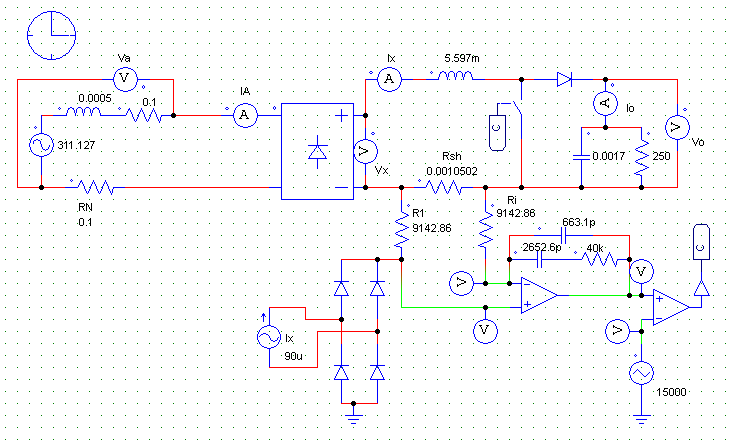 Va
Ix
5.597m
0.0005
0.1
IA
V
A
A
311.127
A
Io
V
Vo
C
V
Vx
Rsh
0.0010502
0.0017
250
RN
0.1
R1
9142.86
Ri
9142.86
663.1p
2652.6p
40k
C
V
V
V
V
Ix
90u
15000